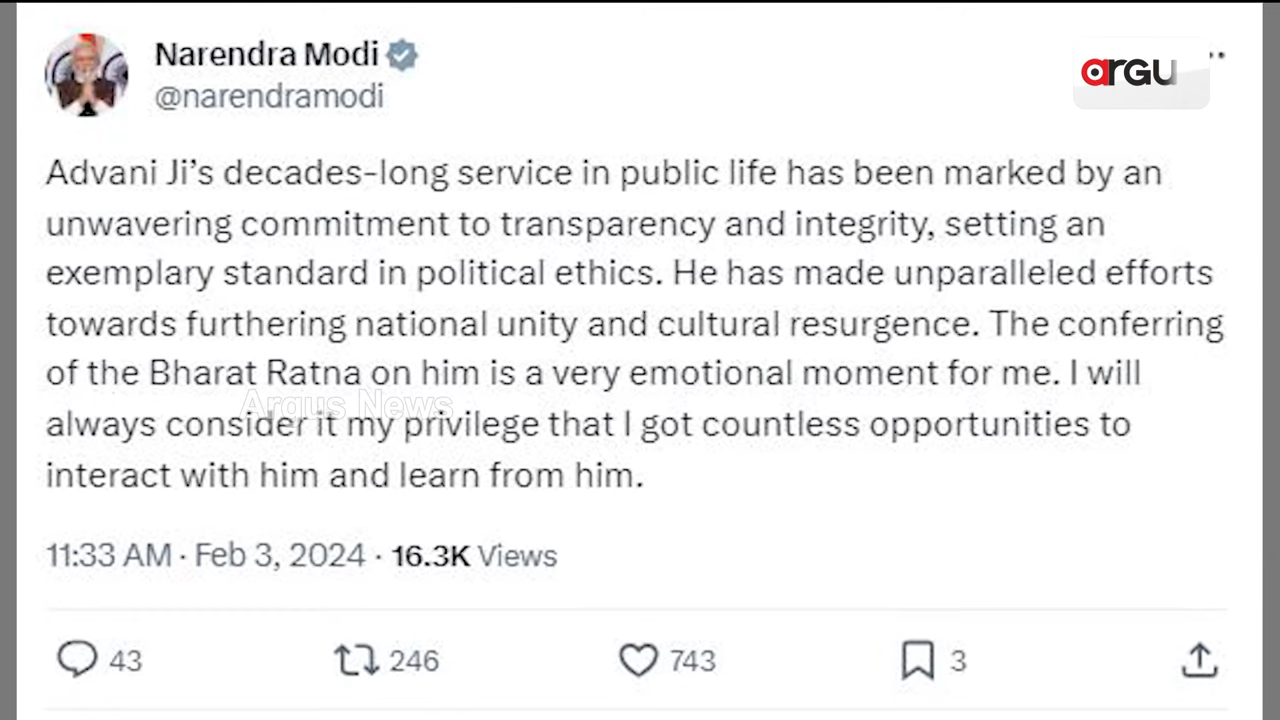 Narendra Modi
@narendramodi
arGU
Advani Ji’s decades-long service in public life has been marked by an
unwavering commitment to transparency and integrity, setting an
exemplary standard in political ethics. He has made unparalleled efforts
towards furthering national unity and cultural resurgence. The conferring
of the Bharat Ratna on him is a very emotional moment for me. I will
Argus News
always consider it my privilege that I got countless opportunities to
interact with him and learn from him.
11:33 AM · Feb 3, 2024 · 16.3K Views
43 246 743 3